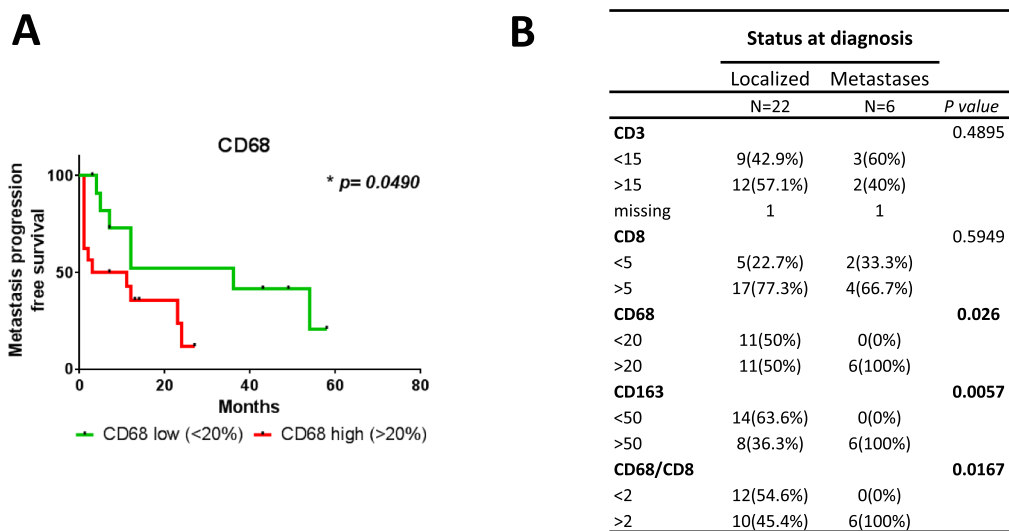 A
CD68
* p= 0.0490
Metastasis progression
free survival
100
50
0
0 20 40 60 80
Months
CD68 low (<20%) CD68 high (>20%)
B
Status at diagnosis
Localized Metastases
N=22 N=6 P value
CD3 0.4895
<15 9(42.9%) 3(60%)
>15 12(57.1%) 2(40%)
missing 1 1
CD8 0.5949
<5 5(22.7%) 2(33.3%)
>5 17(77.3%) 4(66.7%)
CD68 0.026
<20 11(50%) 0(0%)
>20 11(50%) 6(100%)
CD163 0.0057
<50 14(63.6%) 0(0%)
>50 8(36.3%) 6(100%)
CD68/CD8 0.0167
<2 12(54.6%) 0(0%)
>2 10(45.4%) 6(100%)